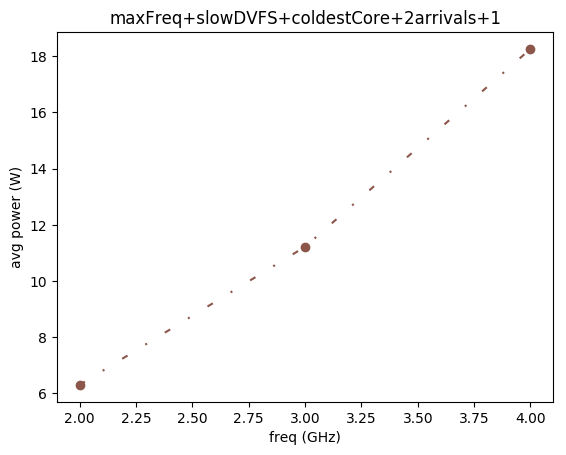 maxFreq+slowDVFS+coldestCore+2arrivals+1
18
16
14
12
10
8
6
avg power (W)
2.00 2.25 2.50 2.75 3.00 3.25 3.50 3.75 4.00
freq (GHz)